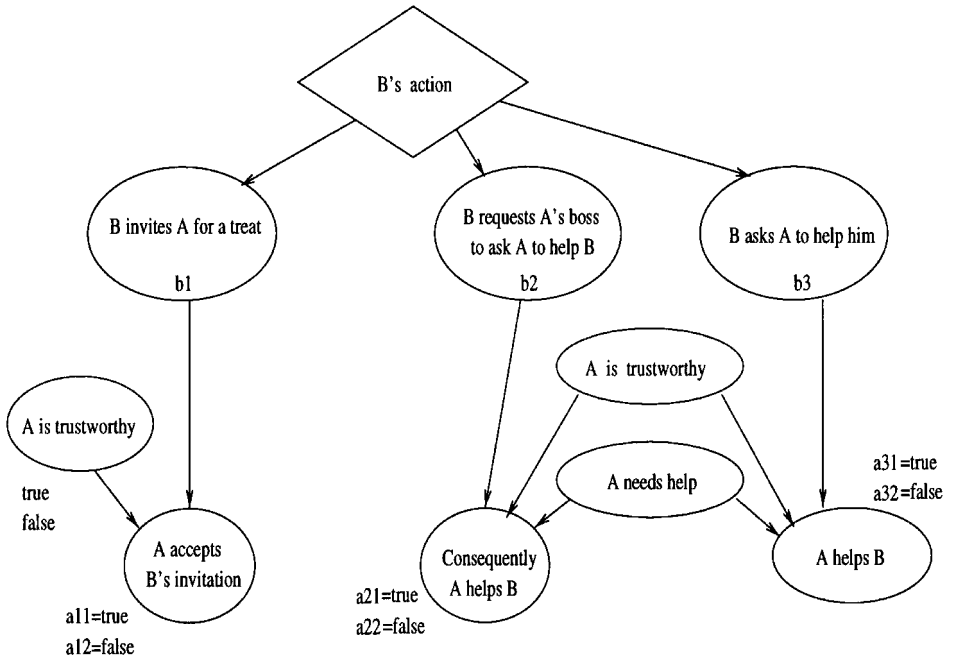 B's action
B invites A for a treat
b1
B requests A's boss
to ask A to help B
b2
B asks A to help him
b3
A is trustworthy
true
false
A is trustworthy
A needs help
a31=true
a32=false
A accepts
B's invitation
a11=true
a12=false
Consequently
A helps B
a21=true
a22=false
A helps B